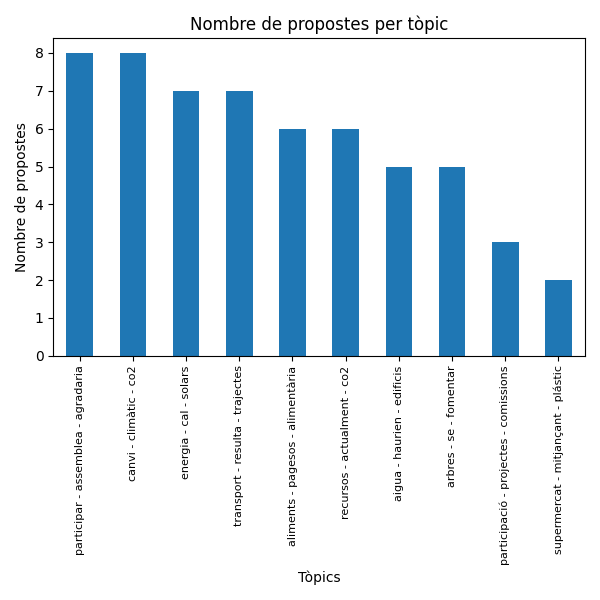 Nombre de propostes per tòpic
Nombre de propostes
8
7
6
5
4
3
2
1
0
participar - assemblea - agradaria
canvi - climàtic - co2
energia - cal - solars
transport - resulta - trajectes
aliments - pagesos - alimentària
recursos - actualment - co2
aigua - haurien - edificis
arbres - se - fomentar
participació - projectes - comissions
supermercat - mitjançant - plástic
Tòpics